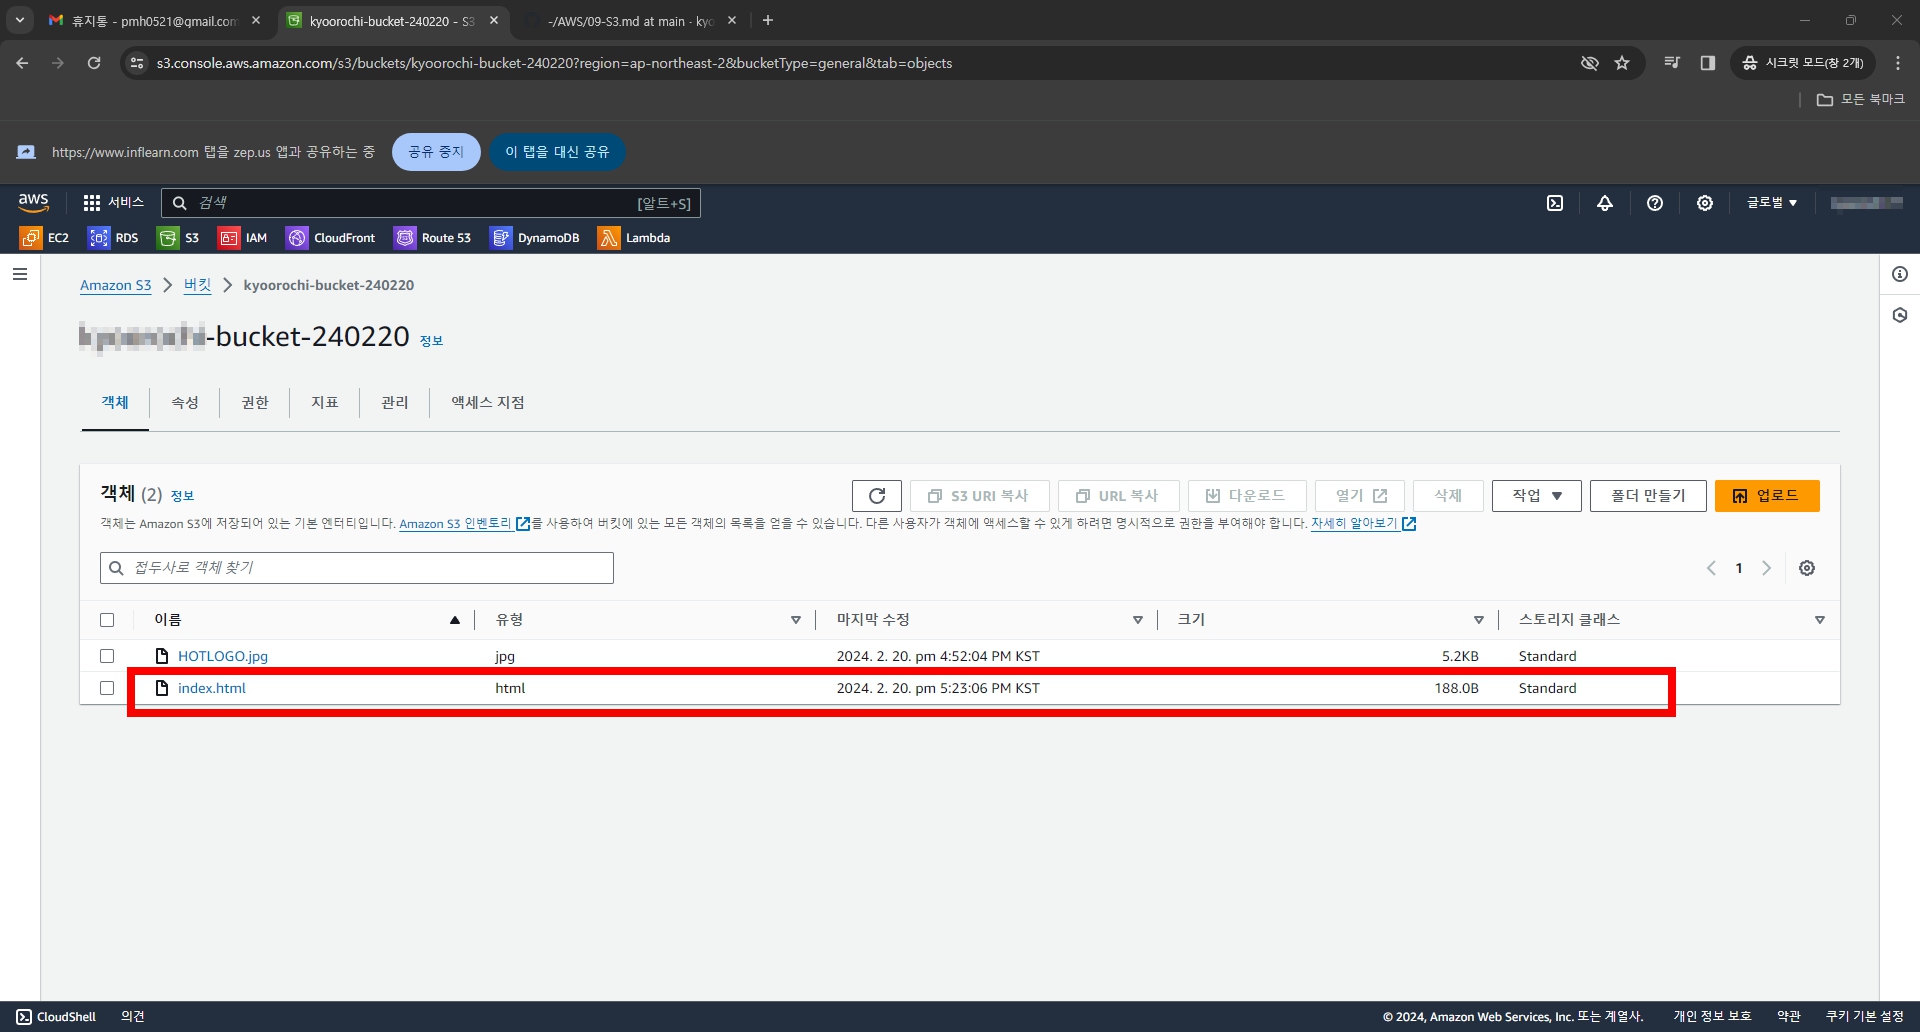 휴지통 - pmh0521@gmail.com
kyoorochi-bucket-240220 - S3
-/AWS/09-S3.md at main · kyo
s3.console.aws.amazon.com/s3/buckets/kyoorochi-bucket-240220?region=ap-northeast-2&bucketType=general&tab=objects
시크릿 모드(창 2개)
모든 북마크
https://www.inflearn.com 탭을 zep.us 앱과 공유하는 중 공유 중지 이 탭을 대신 공유
aws 서비스 검색 [알트+S] 글로벌
EC2 RDS S3 IAM CloudFront Route 53 DynamoDB Lambda
Amazon S3 버킷 kyoorochi-bucket-240220
-bucket-240220 정보
객체 속성 권한 지표 관리 액세스 지점
객체 (2) 정보 S3 URI 복사 URL 복사 다운로드 열기 삭제 작업 폴더 만들기 업로드
객체는 Amazon S3에 저장되어 있는 기본 엔터티입니다. Amazon S3 인벤토리를 사용하여 버킷에 있는 모든 객체의 목록을 얻을 수 있습니다. 다른 사용자가 객체에 액세스할 수 있게 하려면 명시적으로 권한을 부여해야 합니다. 자세히 알아보기
접두사로 객체 찾기 1
이름 유형 마지막 수정 크기 스토리지 클래스
HOTLOGO.jpg jpg 2024. 2. 20. pm 4:52:04 PM KST 5.2KB Standard
index.html html 2024. 2. 20. pm 5:23:06 PM KST 188.0B Standard
CloudShell 의견 © 2024, Amazon Web Services, Inc. 또는 계열사. 개인 정보 보호 약관 쿠키 기본 설정